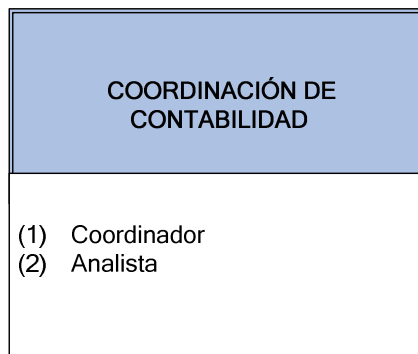 COORDINACIÓN DE
CONTABILIDAD
(1) Coordinador
(2) Analista